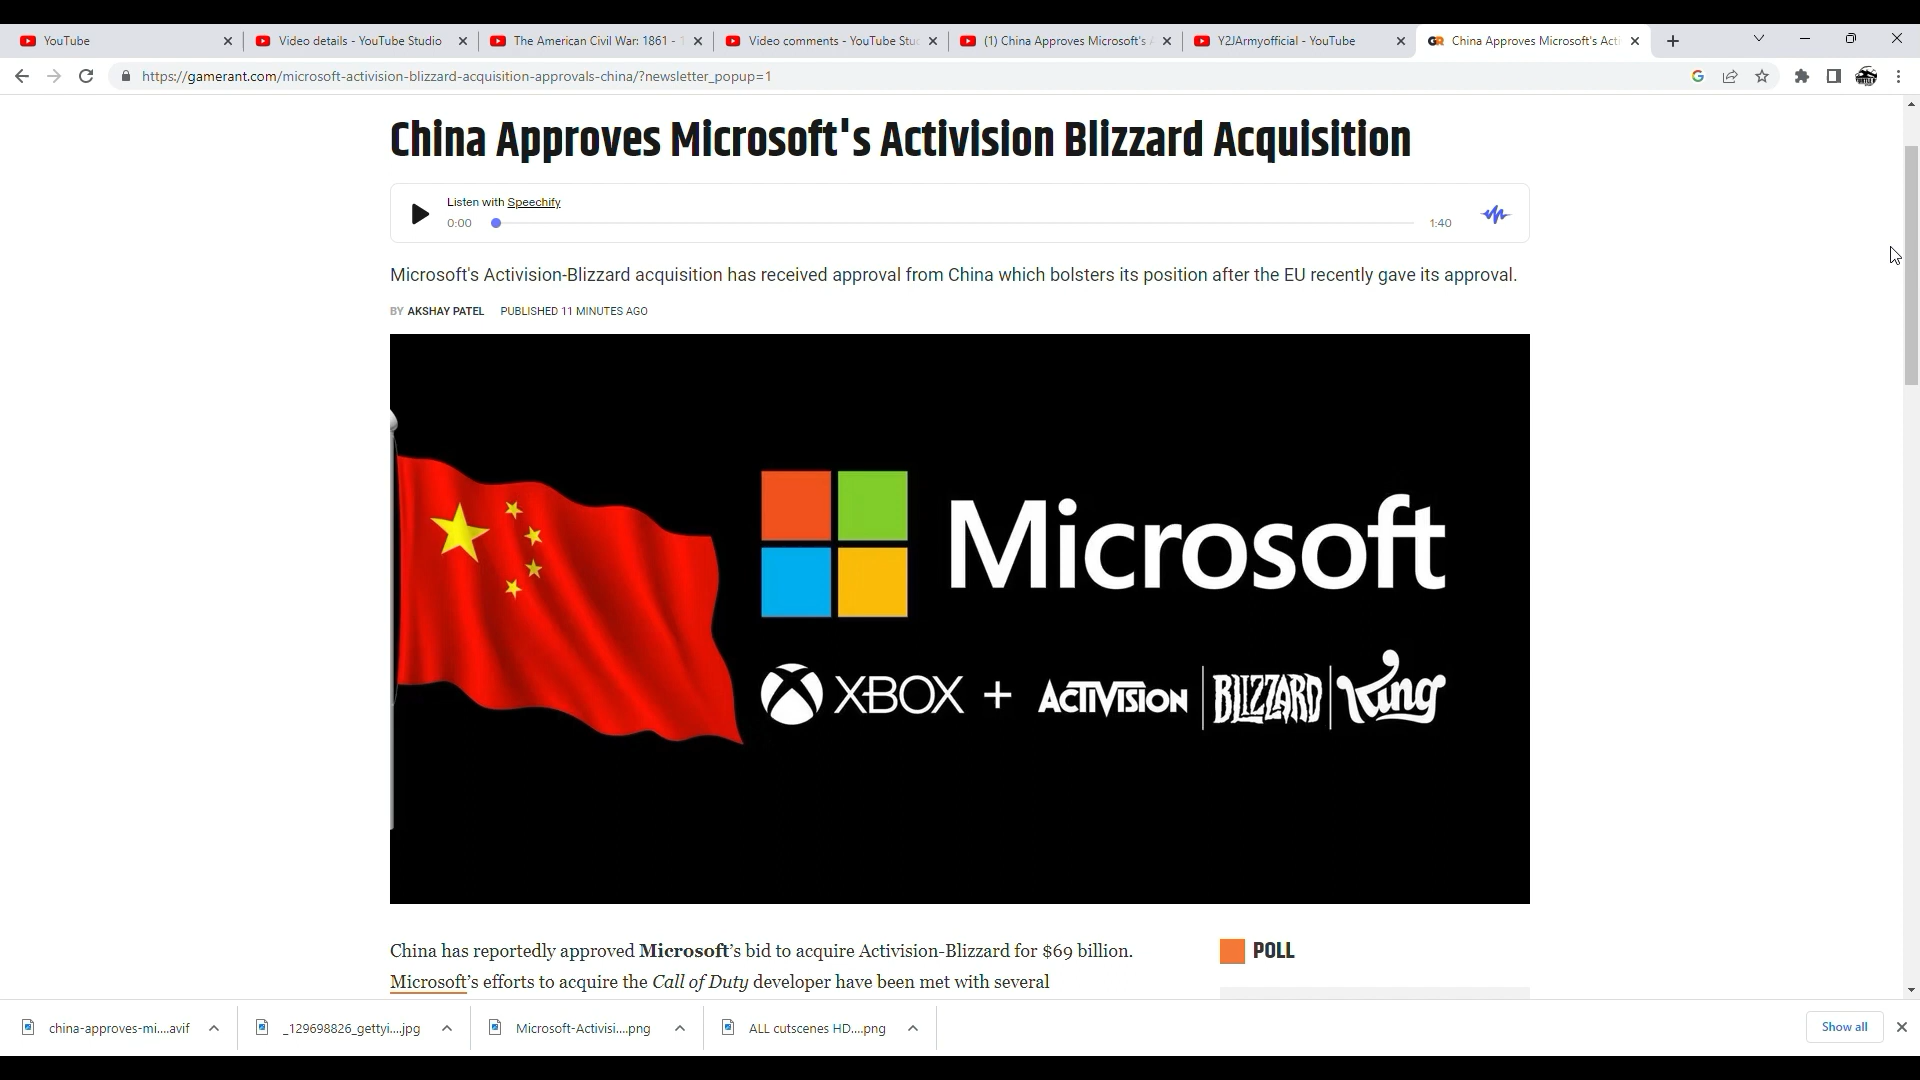 YouTube
Video details - YouTube Studio
The American Civil War: 1861 -
Video comments - YouTube Stu
(1) China Approves Microsoft's
Y2JArmyofficial - YouTube
GR China Approves Microsoft's Acti
https://gamerant.com/microsoft-activision-blizzard-acquisition-approvals-china/?newsletter_popup=1
China Approves Microsoft's Activision Blizzard Acquisition
Listen with Speechify
0:00
1:40
Microsoft's Activision-Blizzard acquisition has received approval from China which bolsters its position after the EU recently gave its approval.
BY AKSHAY PATEL PUBLISHED 11 MINUTES AGO
Microsoft
XBOX + ACTIVISION | BLIZZARD | King
China has reportedly approved Microsoft's bid to acquire Activision-Blizzard for $69 billion.
Microsoft's efforts to acquire the Call of Duty developer have been met with several
POLL
china-approves-mi....avif
_129698826_gettyi....jpg
Microsoft-Activisi....png
ALL cutscenes HD....png
Show all